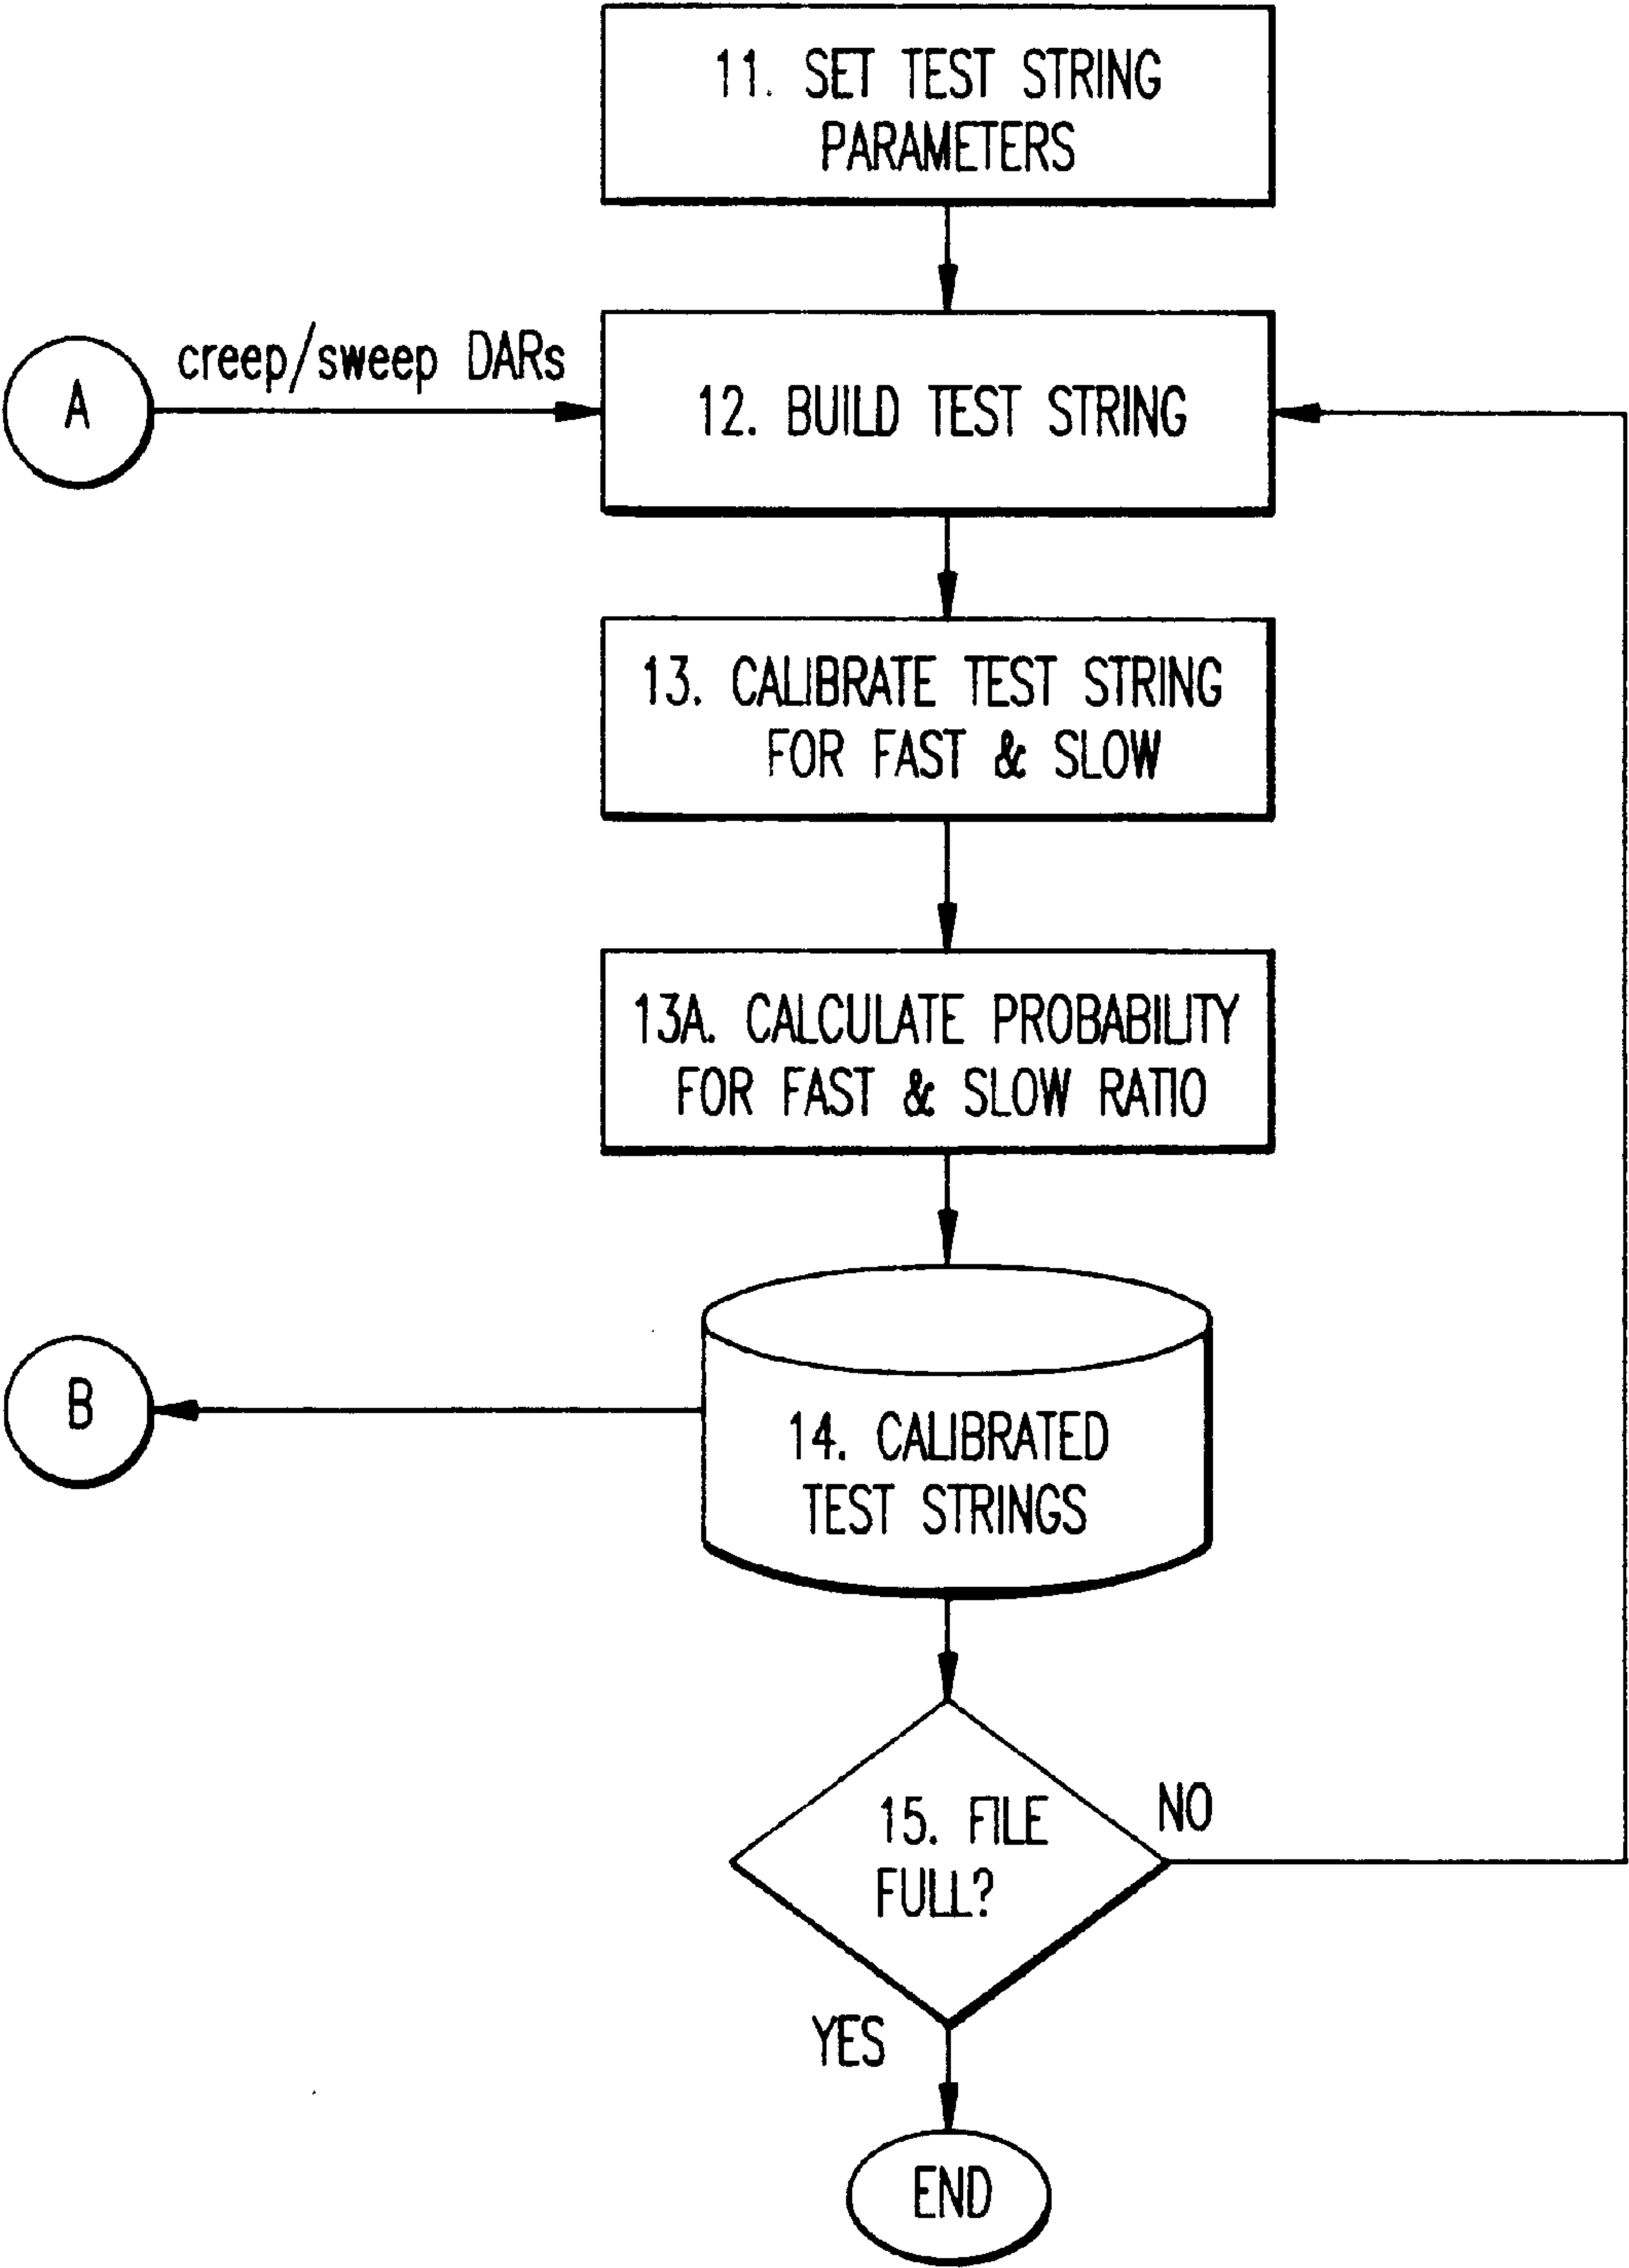 11. SET TEST STRING
PARAMETERS
A
creep/sweep DARs
12. BUILD TEST STRING
13. CALIBRATE TEST STRING
FOR FAST & SLOW
13A. CALCULATE PROBABILITY
FOR FAST & SLOW RATIO
B
14. CALIBRATED
TEST STRINGS
15. FILE
FULL?
NO
YES
END